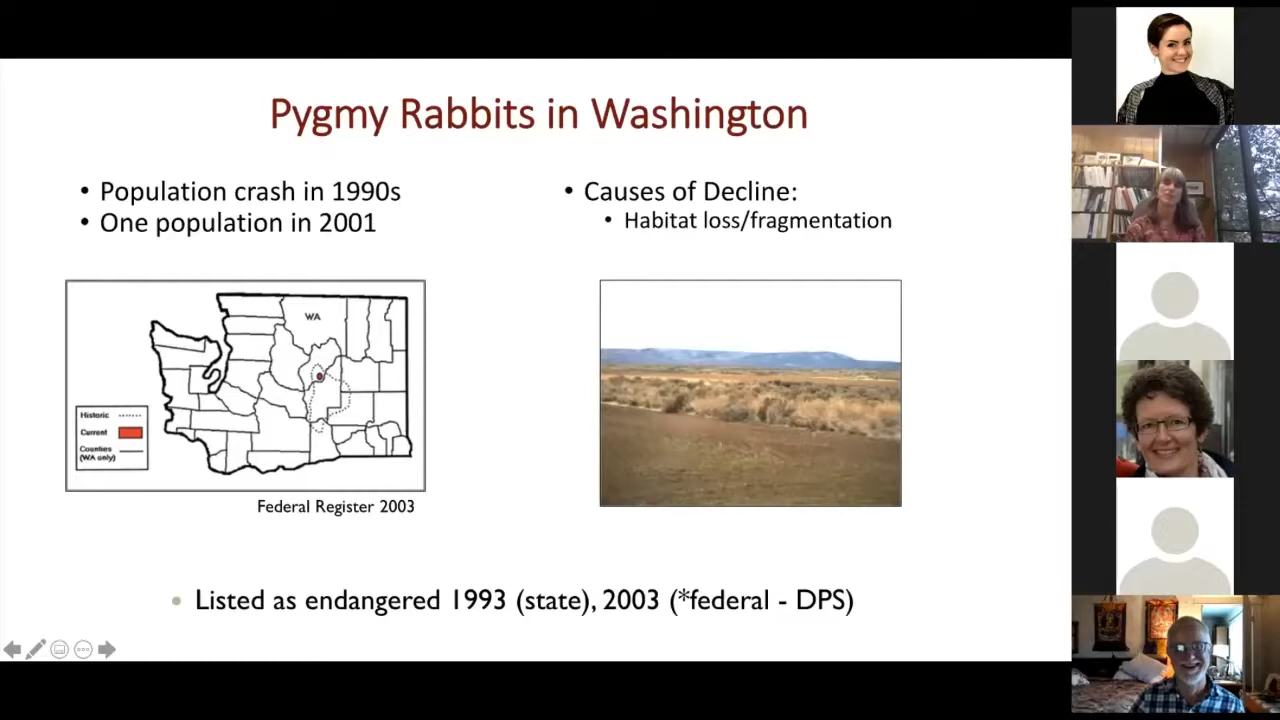 Pygmy Rabbits in Washington
• Population crash in 1990s
• One population in 2001
• Causes of Decline:
• Habitat loss/fragmentation
WA
Historic
Current
Counties
(WA only)
Federal Register 2003
• Listed as endangered 1993 (state), 2003 (*federal - DPS)